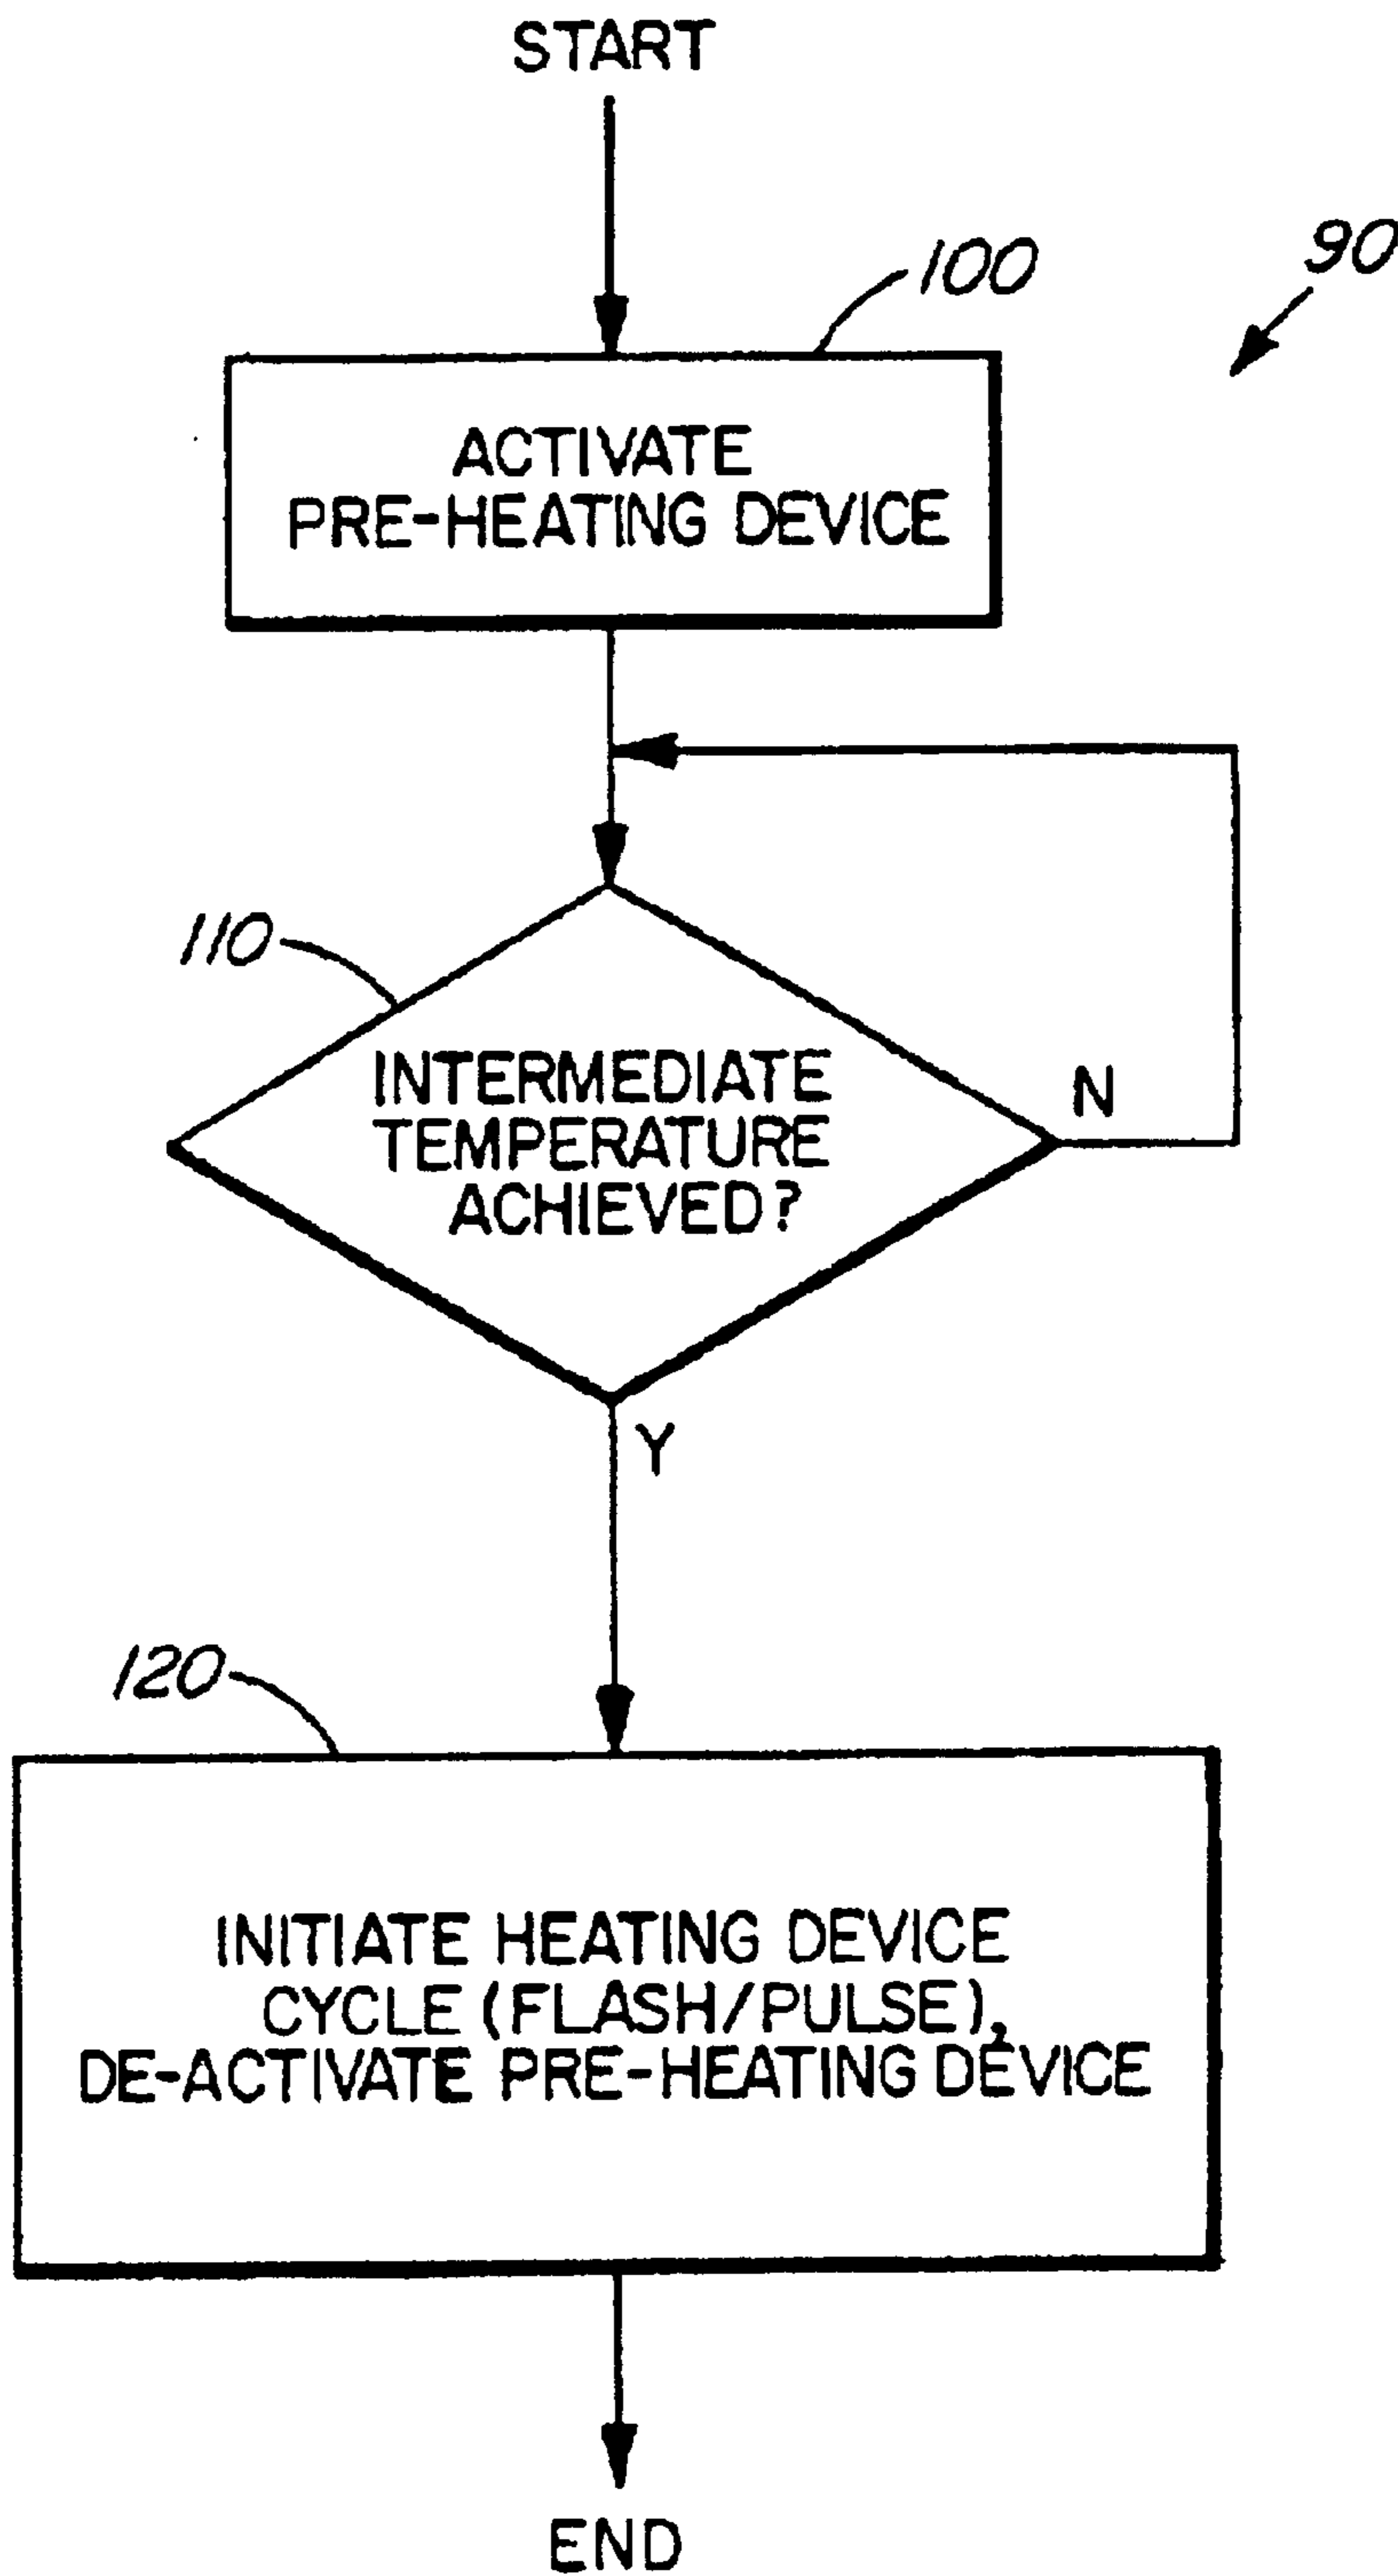 START
100
90
ACTIVATE
PRE-HEATING DEVICE
110
INTERMEDIATE
TEMPERATURE
ACHIEVED?
N
Y
120
INITIATE HEATING DEVICE
CYCLE (FLASH/PULSE),
DE-ACTIVATE PRE-HEATING DEVICE
END